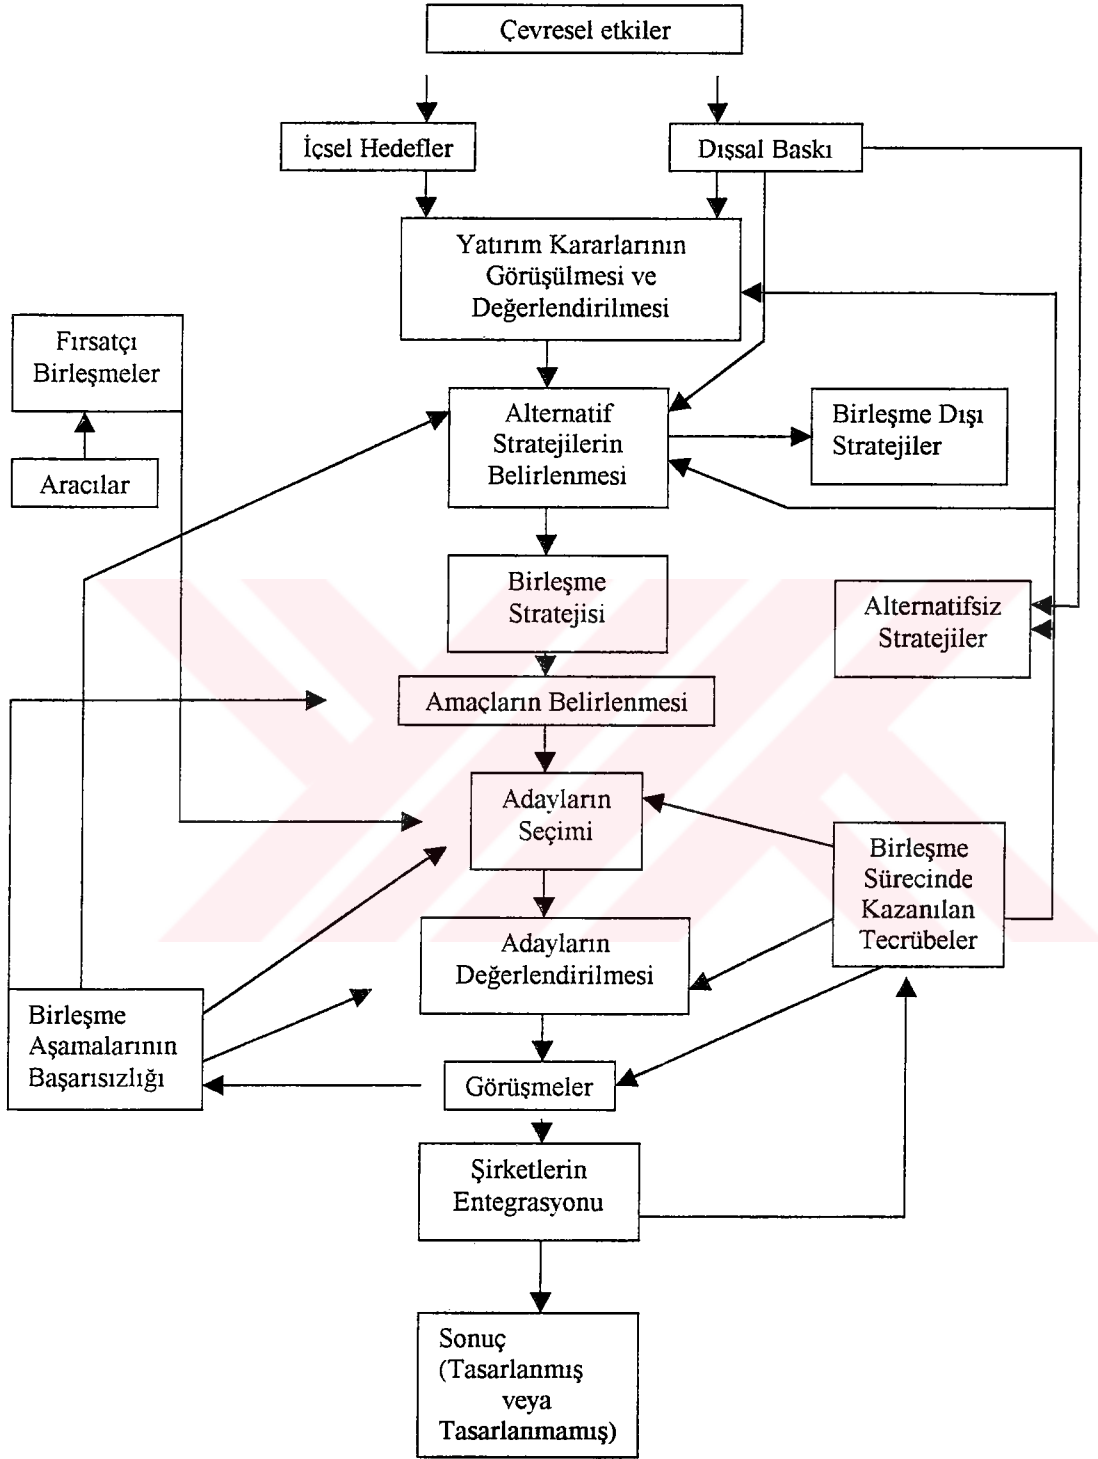 Çevresel etkiler
İçsel Hedefler
Dışsal Baskı
Yatırım Kararlarının
Görüşülmesi ve
Değerlendirilmesi
Fırsatçı
Birleşmeler
Aracılar
Alternatif
Stratejilerin
Belirlenmesi
Birleşme Dışı
Stratejiler
Birleşme
Stratejisi
Alternatifsiz
Stratejiler
Amaçların Belirlenmesi
Adayların
Seçimi
Birleşme
Sürecinde
Kazanılan
Tecrübeler
Adayların
Değerlendirilmesi
Birleşme
Aşamalarının
Başarısızlığı
Görüşmeler
Şirketlerin
Entegrasyonu
Sonuç
(Tasarlanmış
veya
Tasarlanmamış)